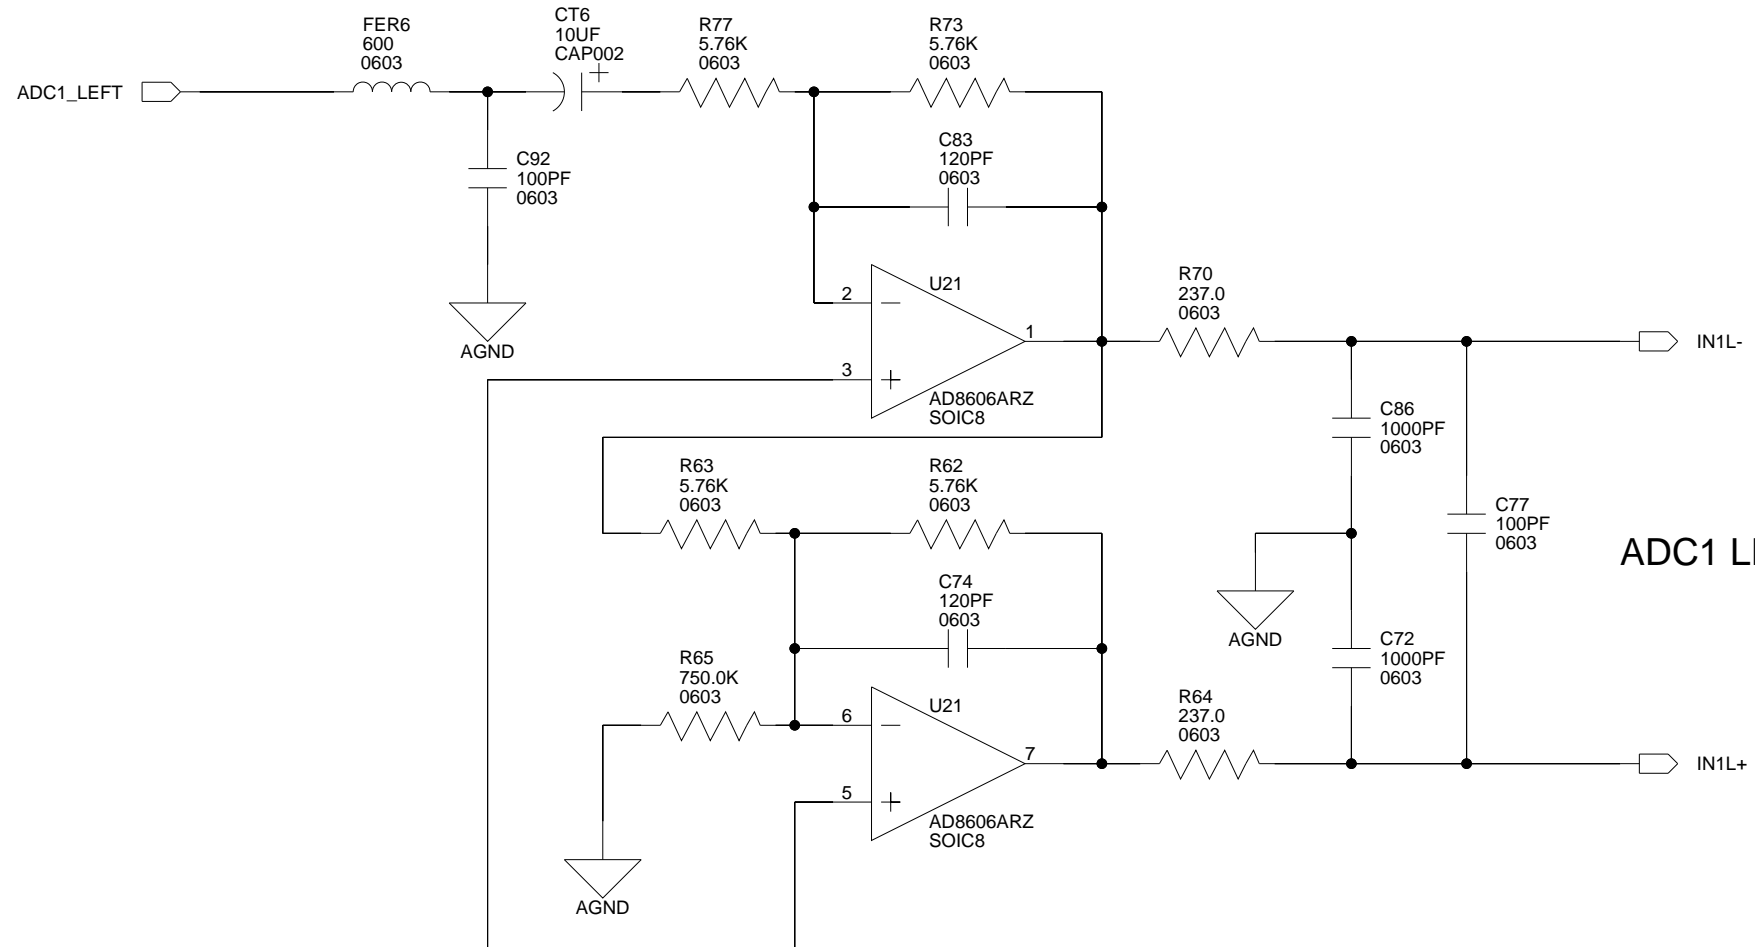 FER6
600
0603
CT6
10UF
CAP002
+
R77
5.76K
0603
R73
5.76K
0603
ADC1_LEFT
C92
100PF
0603
AGND
C83
120PF
0603
U21
2
3
1
AD8606ARZ
SOIC8
R70
237.0
0603
IN1L-
C86
1000PF
0603
R63
5.76K
0603
R62
5.76K
0603
C77
100PF
0603
ADC1
AGND
C74
120PF
0603
C72
1000PF
0603
R65
750.0K
0603
AGND
U21
6
5
7
AD8606ARZ
SOIC8
R64
237.0
0603
IN1L+